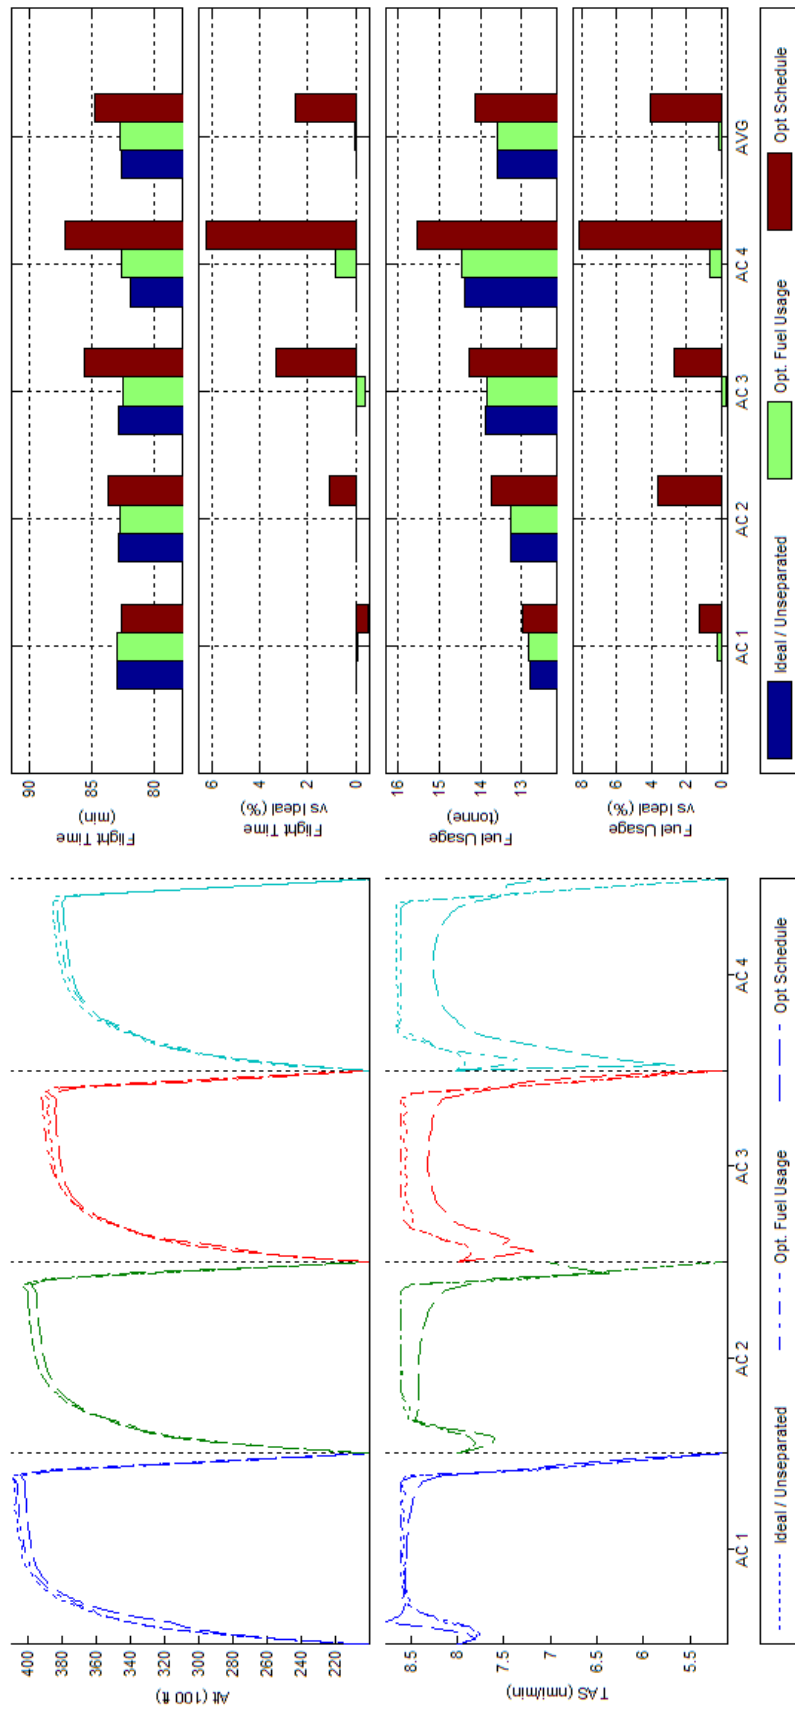 400
380
360
340
320
300
280
260
240
220
Alt (100 ft)
8.5
8
7.5
7
6.5
6
5.5
TAS (nmi/min)
AC 1
AC 2
AC 3
AC 4
Ideal / Unseparated
Opt. Fuel Usage
Opt Schedule
90
85
80
Flight Time
(min)
6
4
2
0
Flight Time
vs Ideal (%)
16
15
14
13
Fuel Usage
(tonne)
8
6
4
2
0
Fuel Usage
vs Ideal (%)
AC 1
AC 2
AC 3
AC 4
AVG
Ideal / Unseparated
Opt. Fuel Usage
Opt Schedule